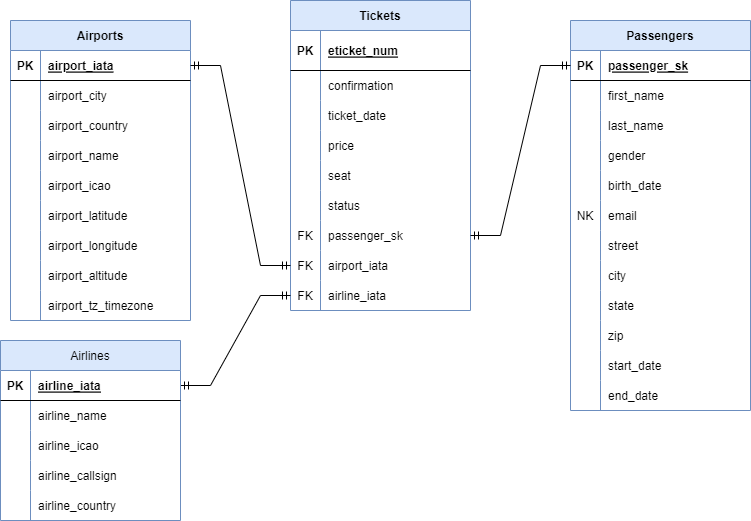 Airports
PK airport_iata
airport_city
airport_country
airport_name
airport_icao
airport_latitude
airport_longitude
airport_altitude
airport_tz_timezone
Airlines
PK airline_iata
airline_name
airline_icao
airline_callsign
airline_country
Tickets
PK eticket_num
confirmation
ticket_date
price
seat
status
FK passenger_sk
FK airport_iata
FK airline_iata
Passengers
PK passenger_sk
first_name
last_name
gender
birth_date
NK email
street
city
state
zip
start_date
end_date